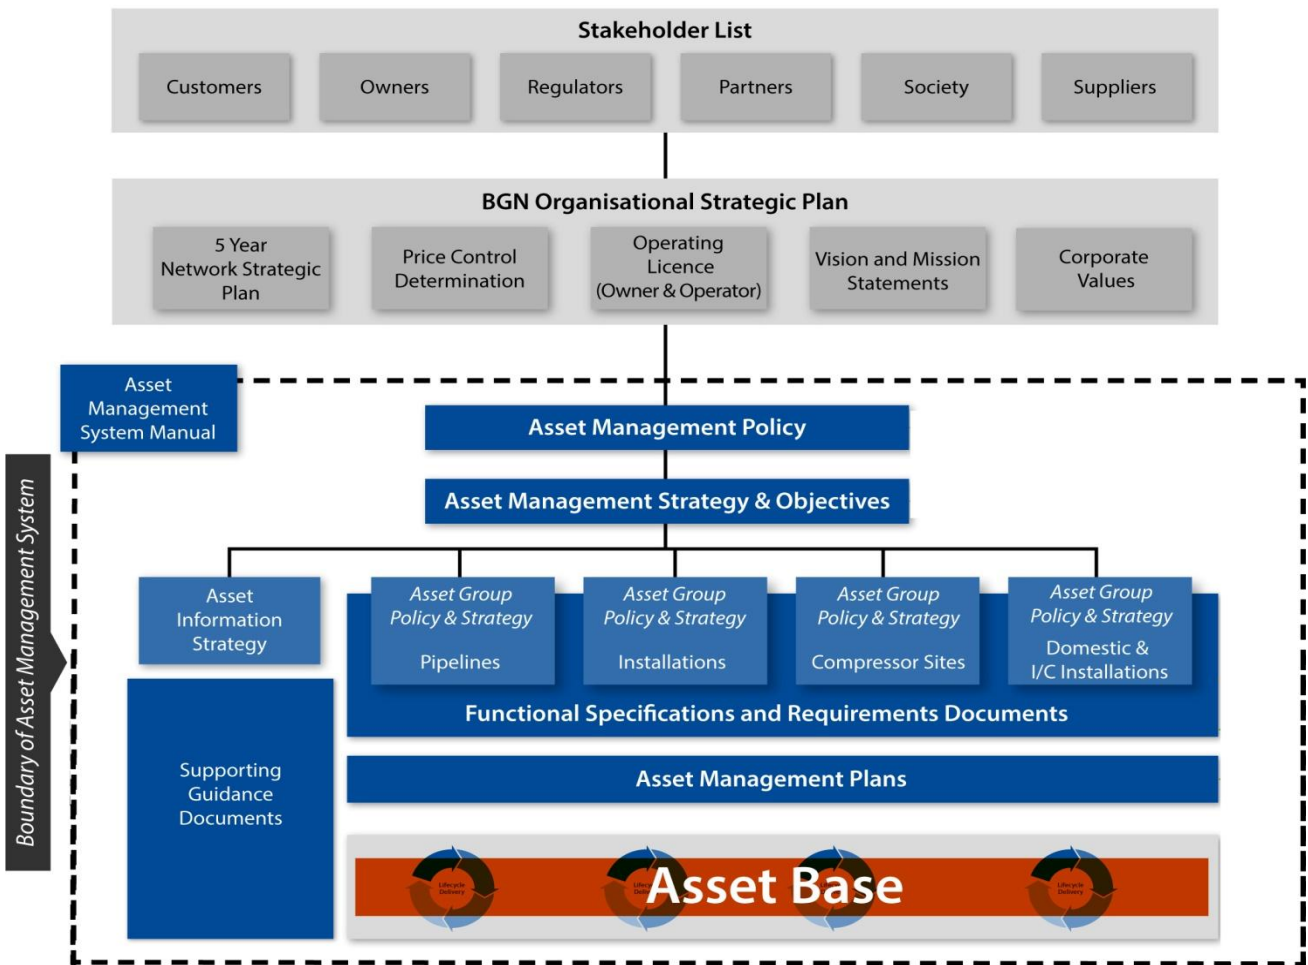 Stakeholder List
Customers
Owners
Regulators
Partners
Society
Suppliers
BGN Organisational Strategic Plan
5 Year
Network Strategic
Plan
Price Control
Determination
Operating
Licence
(Owner & Operator)
Vision and Mission
Statements
Corporate
Values
Asset
Management
System Manual
Boundary of Asset Management System
Asset Management Policy
Asset Management Strategy & Objectives
Asset
Information
Strategy
Asset Group
Policy & Strategy
Pipelines
Asset Group
Policy & Strategy
Installations
Asset Group
Policy & Strategy
Compressor Sites
Asset Group
Policy & Strategy
Domestic &
I/C Installations
Functional Specifications and Requirements Documents
Supporting
Guidance
Documents
Asset Management Plans
Lifecycle
Delivery
Asset Base
Lifecycle
Delivery